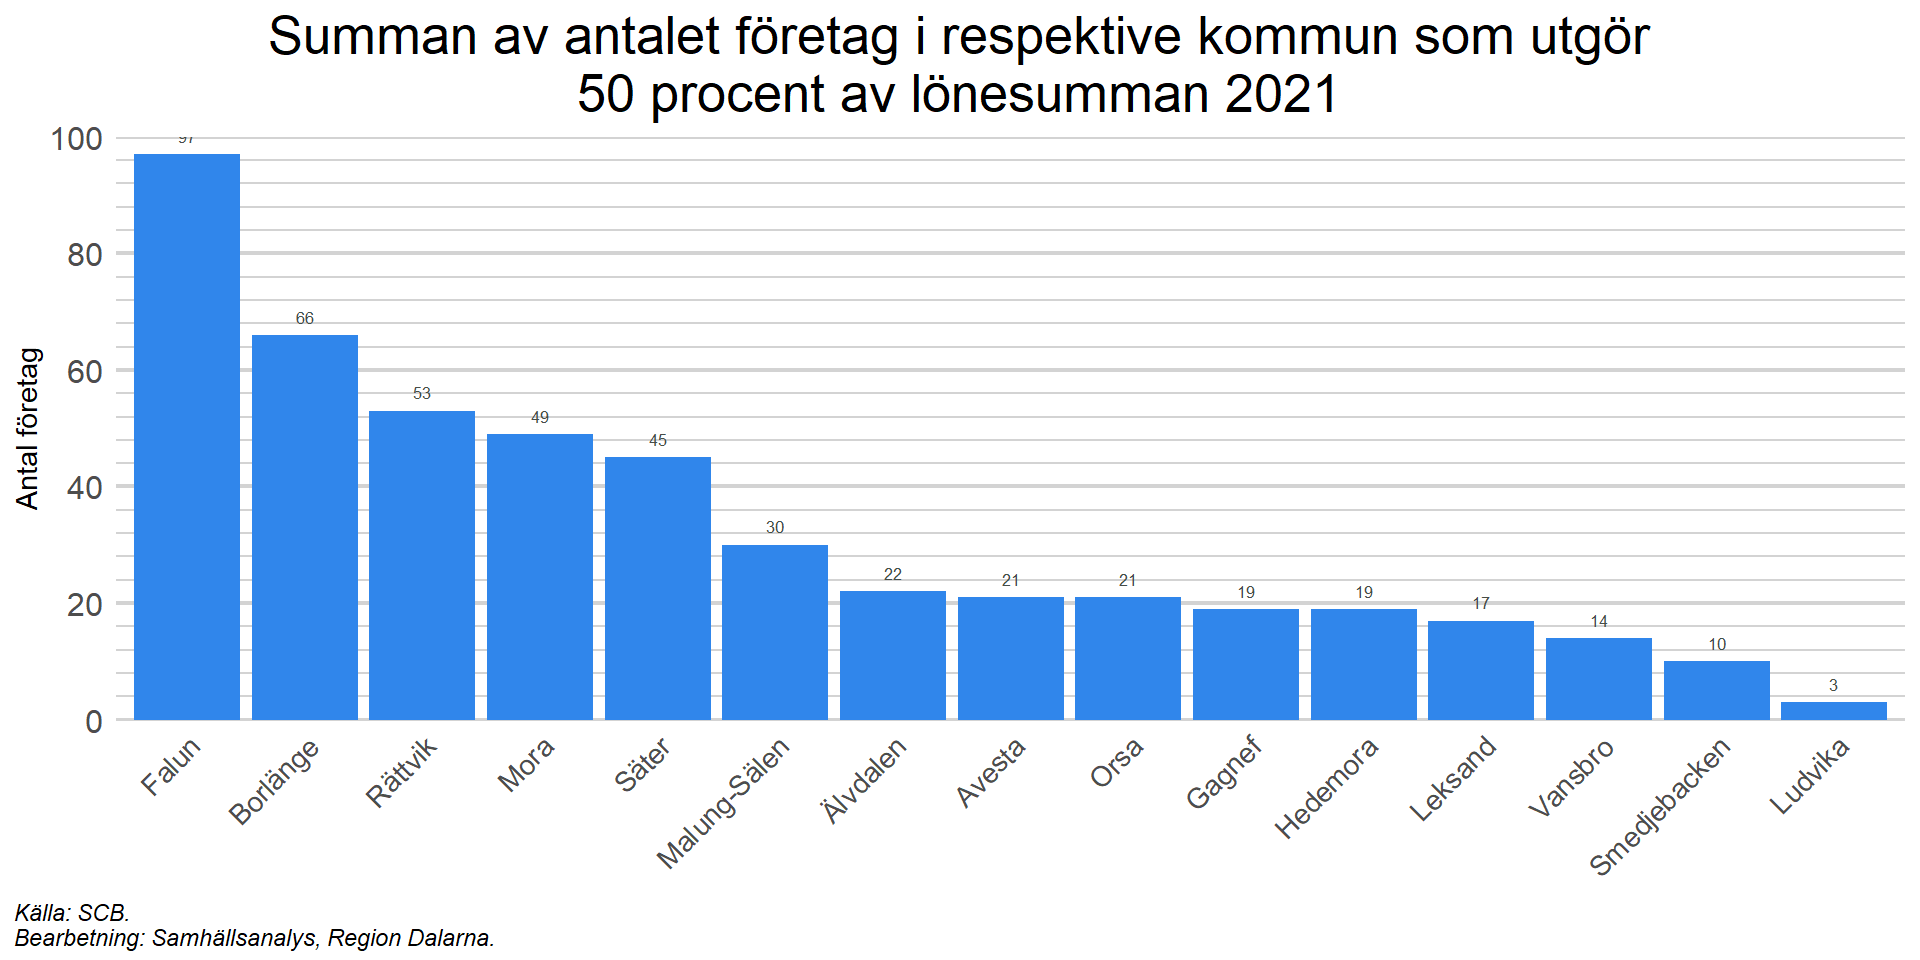 Summan av antalet företag i respektive kommun som utgör
50 procent av lönesumman 2021
Antal företag
100
80
60
40
20
0
97
66
53
49
45
30
22
21
21
19
19
17
14
10
3
Falun
Borlänge
Rättvik
Mora
Säter
Malung-Sälen
Älvdalen
Avesta
Orsa
Gagnef
Hedemora
Leksand
Vansbro
Smedjebacken
Ludvika
Källa: SCB.
Bearbetning: Samhällsanalys, Region Dalarna.